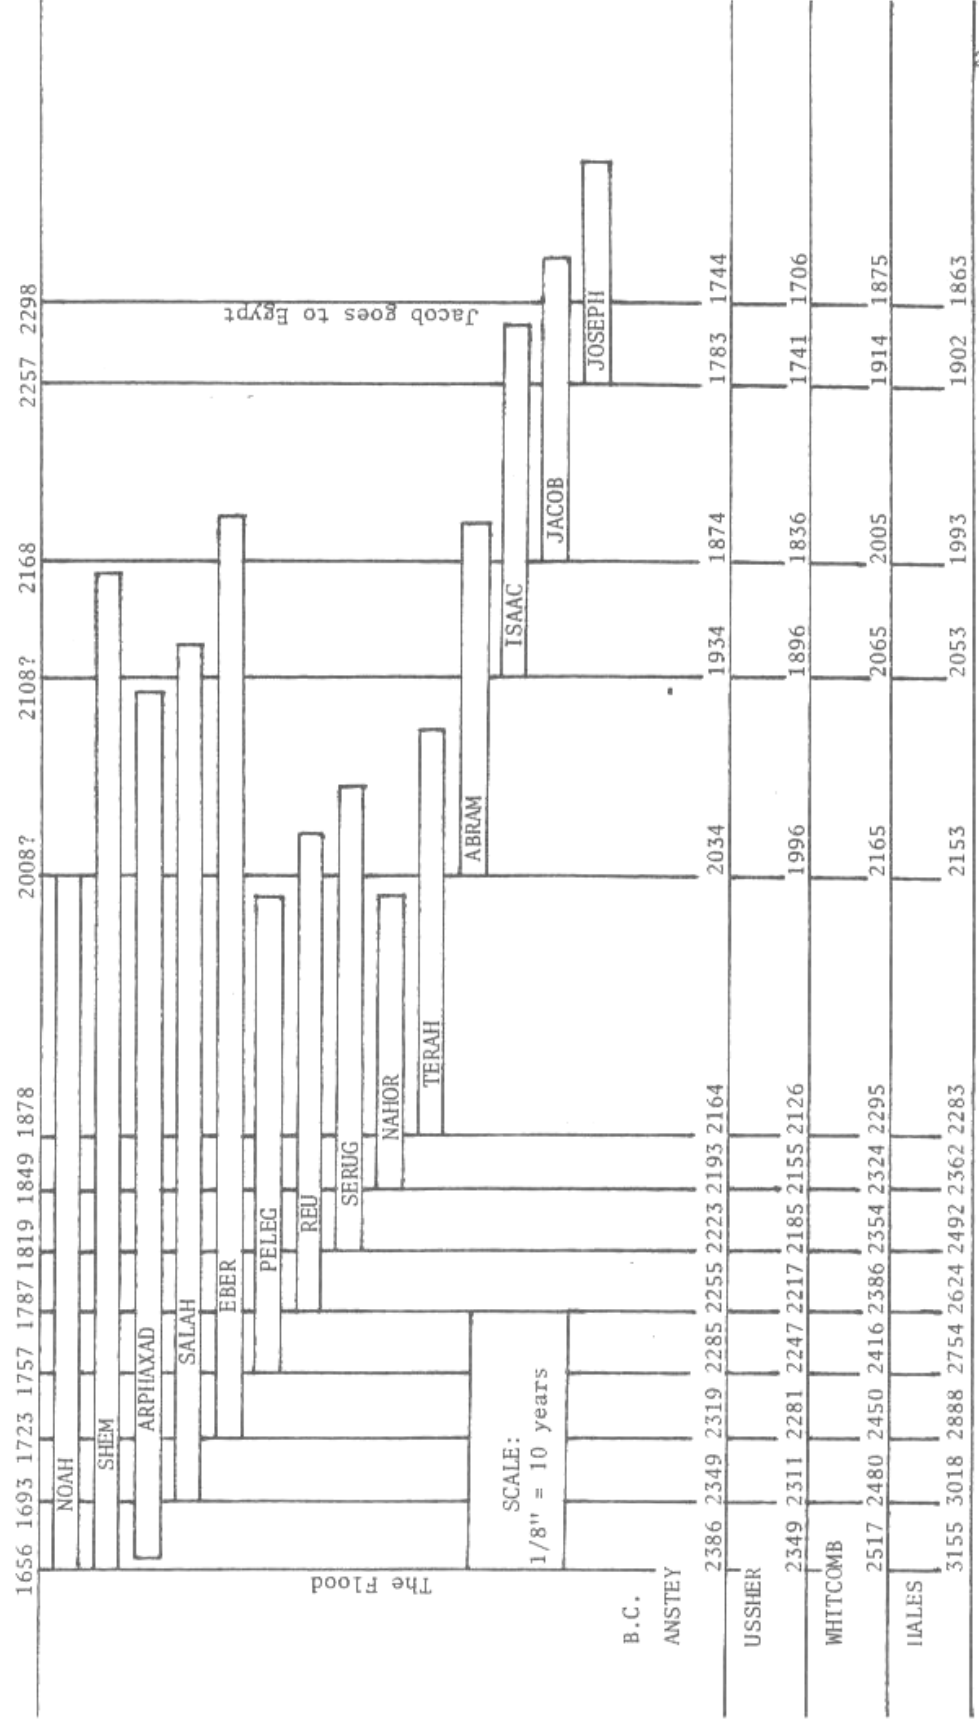 1656 1693 1723 1757 1787 1819 1849 1878 2008? 2108? 2168 2257 2298
NOAH
SHEM
ARPHAXAD
SALAH
EBER
PELEG
REU
SERUG
NAHOR
TERAH
ABRAM
ISAAC
JACOB
JOSEPH
The Flood
Jacob goes to Egypt
SCALE:
1/8" = 10 years
B.C.
ANSTEY
2386 2349 2319 2285 2255 2223 2193 2164 2034 1934 1874 1783 1744
USSHER
2349 2311 2281 2247 2217 2185 2155 2126 1996 1896 1836 1741 1706
WHITCOMB
2517 2480 2450 2416 2386 2354 2324 2295 2165 2065 2005 1914 1875
HALES
3155 3018 2888 2754 2624 2492 2362 2283 2153 2053 1993 1902 1863